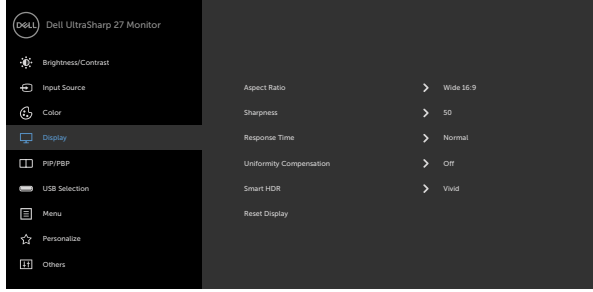 DELL Dell UltraSharp 27 Monitor
Brightness/Contrast
Input Source
Aspect Ratio Wide 16:9
Color
Sharpness 50
Display
Response Time Normal
PIP/PBP
Uniformity Compensation Off
USB Selection
Smart HDR Vivid
Menu
Reset Display
Personalize
Others